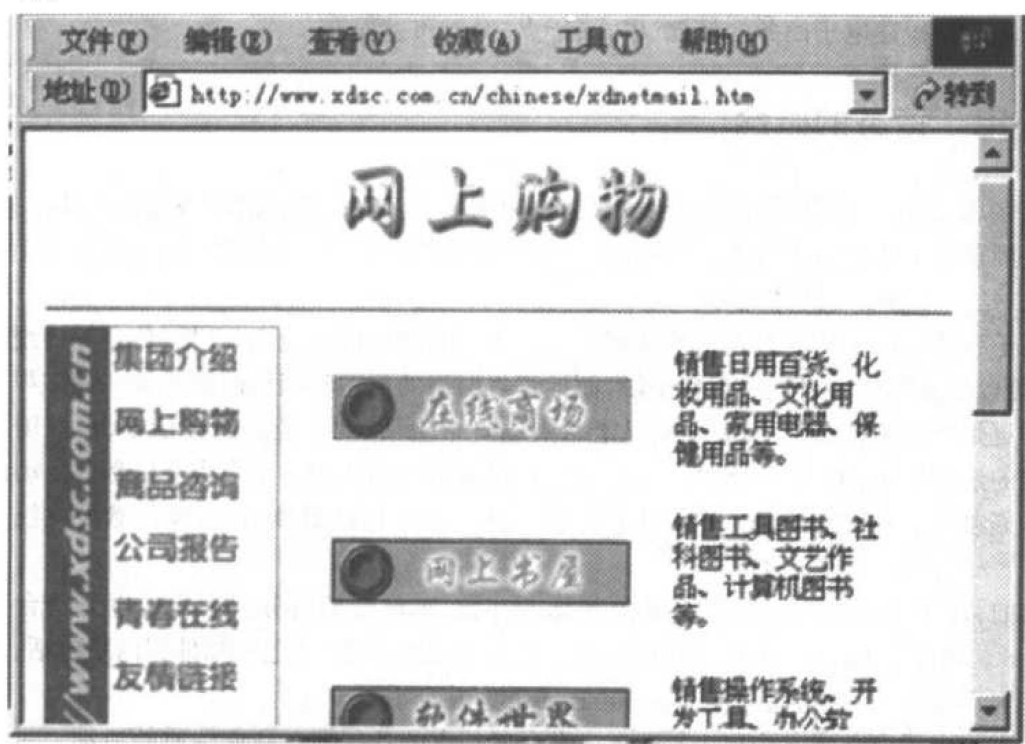 文件(F) 编辑(E) 查看(V) 收藏(A) 工具(T) 帮助(H)
地址(D) http://www.xdsc.com.cn/chinese/xdnetmail.htm 转到
网上购物
//www.xdsc.com.cn
集团介绍
网上购物
商品咨询
公司报告
青春在线
友情链接
在线商场
销售日用百货、化
妆用品、文化用
品、家用电器、保
健用品等。
网上书屋
销售工具图书、社
科图书、文艺作
品、计算机图书
等。
软件世界
销售操作系统、开
发工具、办公软